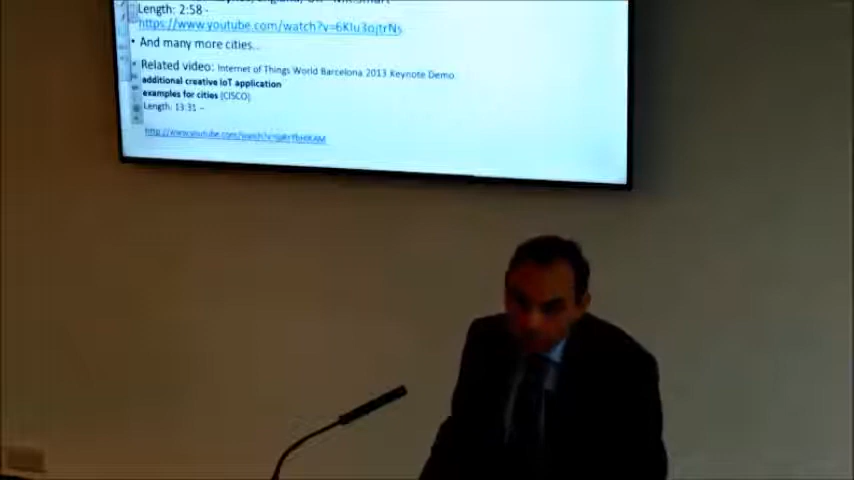 Length: 2:58 -
https://www.youtube.com/watch?v=6Klu3ojtrNs
• And many more cities..
Related video: Internet of Things World Barcelona 2013 Keynote Demo
additional creative IoT application
examples for cities (CISCO)
Length: 13:31 –